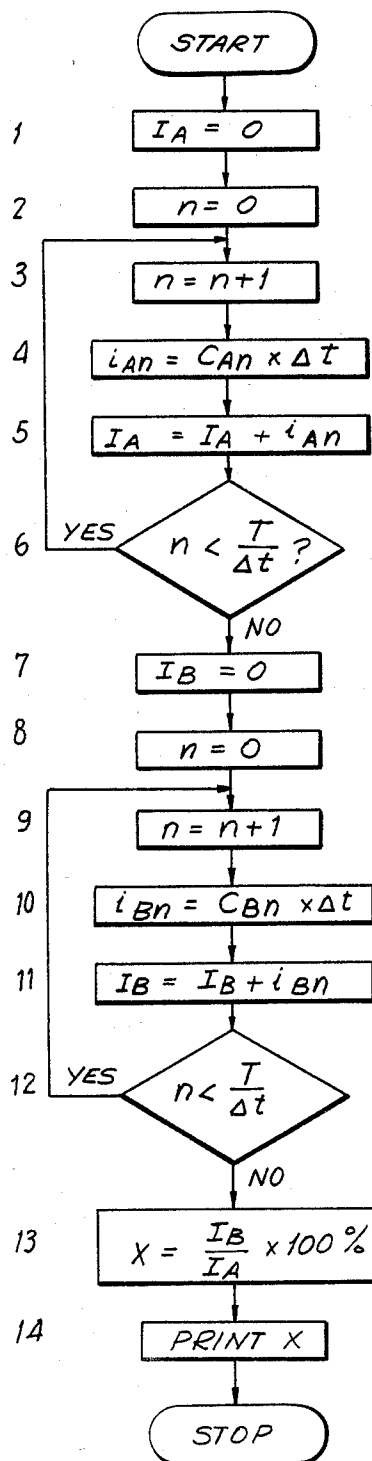 START
1 I_A = 0
2 n = 0
3 n = n+1
4 i_An = C_An × Δt
5 I_A = I_A + i_An
6 YES n < T/Δt ?
NO
7 I_B = 0
8 n = 0
9 n = n+1
10 i_Bn = C_Bn × Δt
11 I_B = I_B + i_Bn
12 YES n < T/Δt
NO
13 X = I_B/I_A × 100 %
14 PRINT X
STOP